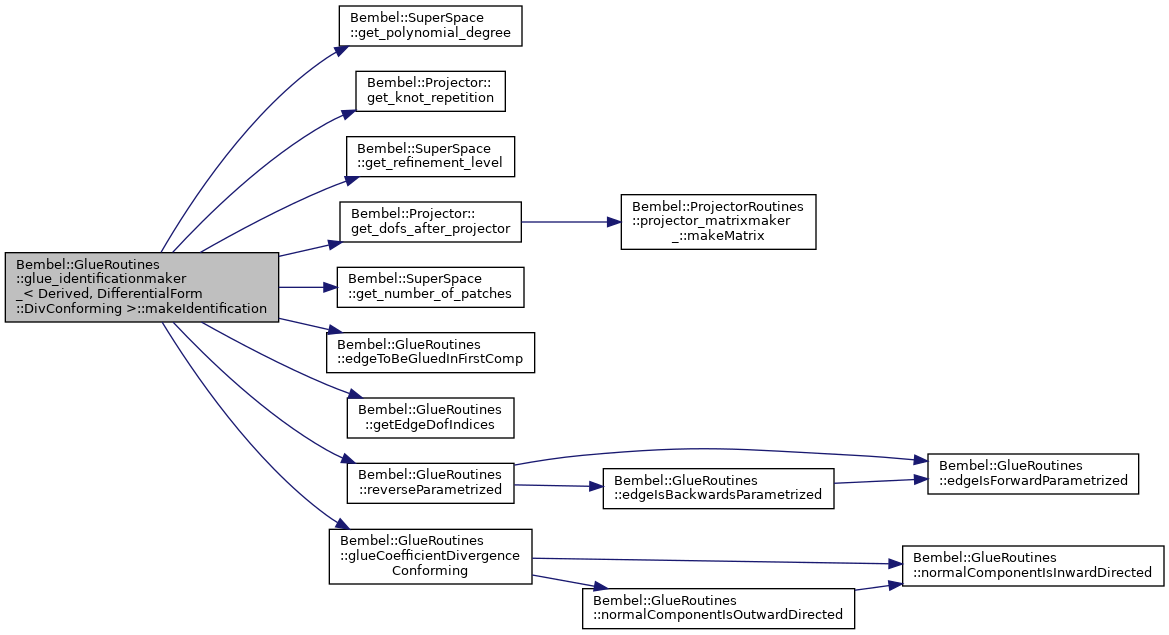 Bembel::SuperSpace
::get_polynomial_degree
Bembel::Projector::
get_knot_repetition
Bembel::SuperSpace
::get_refinement_level
Bembel::Projector::
get_dofs_after_projector
Bembel::ProjectorRoutines
::projector_matrixmaker
_::makeMatrix
Bembel::GlueRoutines
::glue_identificationmaker
_< Derived, DifferentialForm
::DivConforming >::makeIdentification
Bembel::SuperSpace
::get_number_of_patches
Bembel::GlueRoutines
::edgeToBeGluedInFirstComp
Bembel::GlueRoutines
::getEdgeDofIndices
Bembel::GlueRoutines
::reverseParametrized
Bembel::GlueRoutines
::edgeIsBackwardsParametrized
Bembel::GlueRoutines
::edgeIsForwardParametrized
Bembel::GlueRoutines
::glueCoefficientDivergence
Conforming
Bembel::GlueRoutines
::normalComponentIsInwardDirected
Bembel::GlueRoutines
::normalComponentIsOutwardDirected